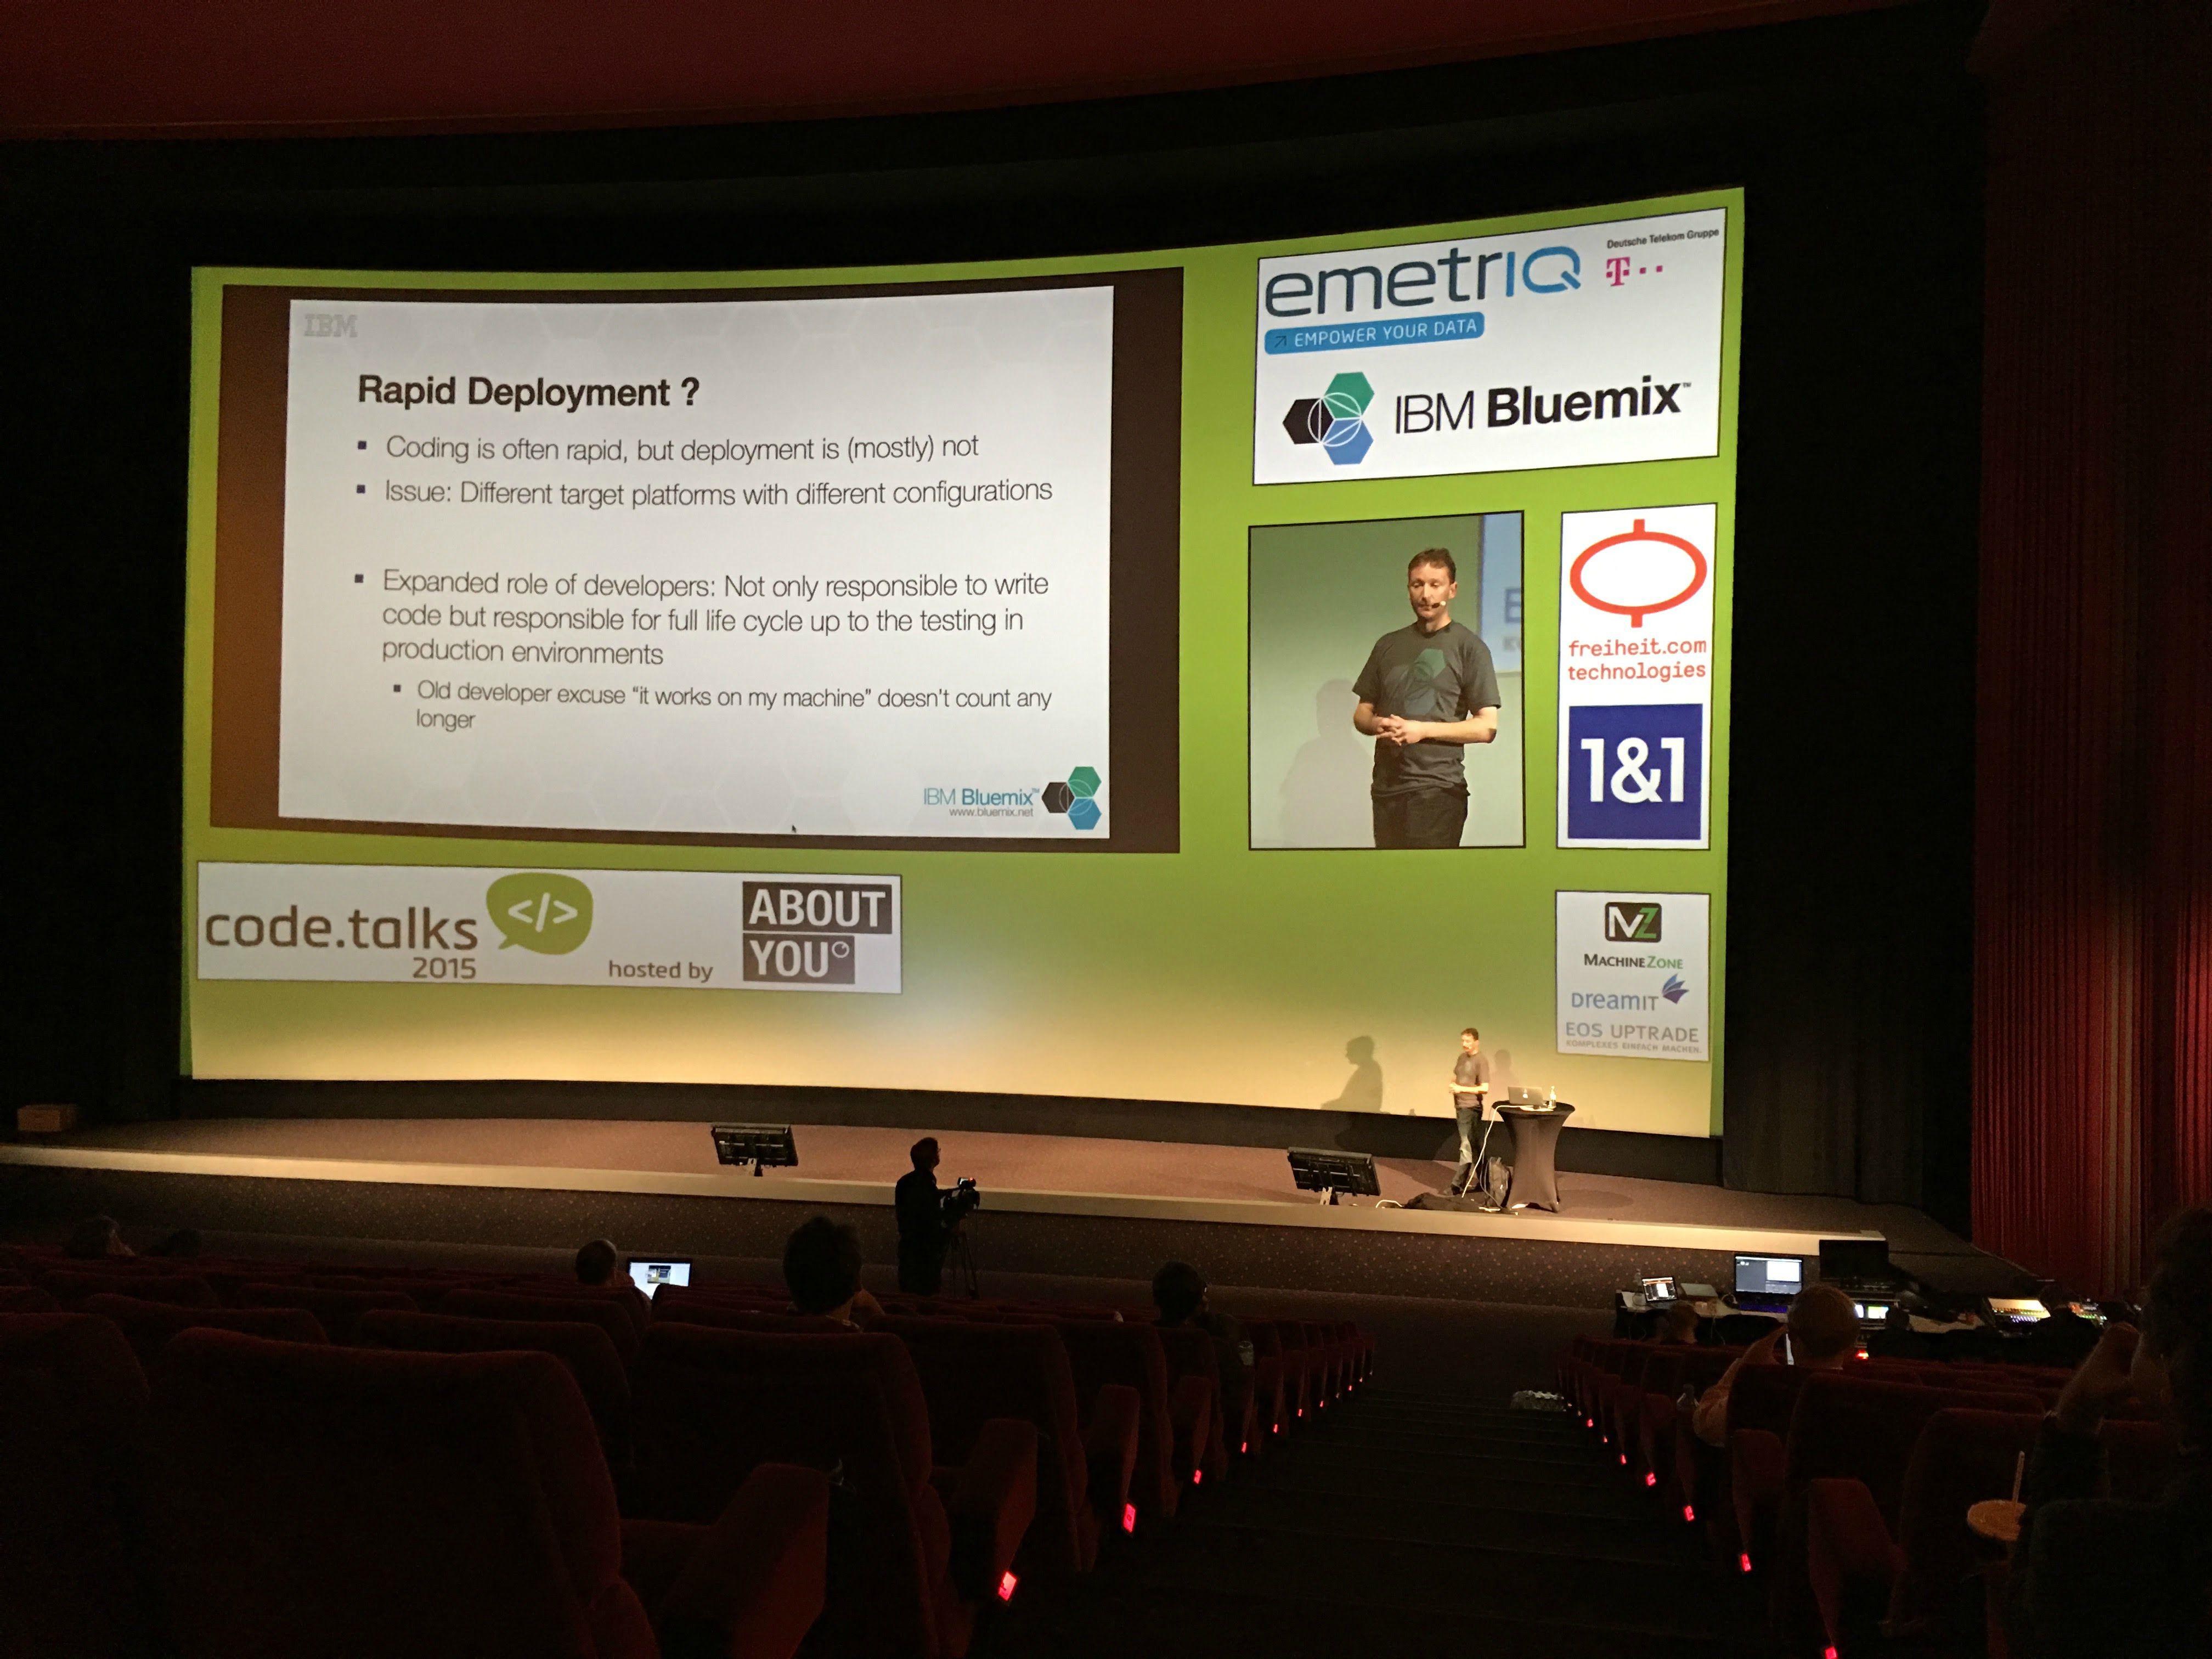 IBM
Rapid Deployment ?
▪ Coding is often rapid, but deployment is (mostly) not
▪ Issue: Different target platforms with different configurations
▪ Expanded role of developers: Not only responsible to write
code but responsible for full life cycle up to the testing in
production environments
▪ Old developer excuse “it works on my machine” doesn't count any
longer
IBM Bluemix™
www.bluemix.net
emetrIQ
Deutsche Telekom Gruppe
T
EMPOWER YOUR DATA
IBM Bluemix™
freiheit.com
technologies
1&1
code.talks </>
2015
hosted by
ABOUT
YOU
MZ
MACHINEZONE
DreamIT
EOS UPTRADE
KOMPLEXES EINFACH MACHEN.